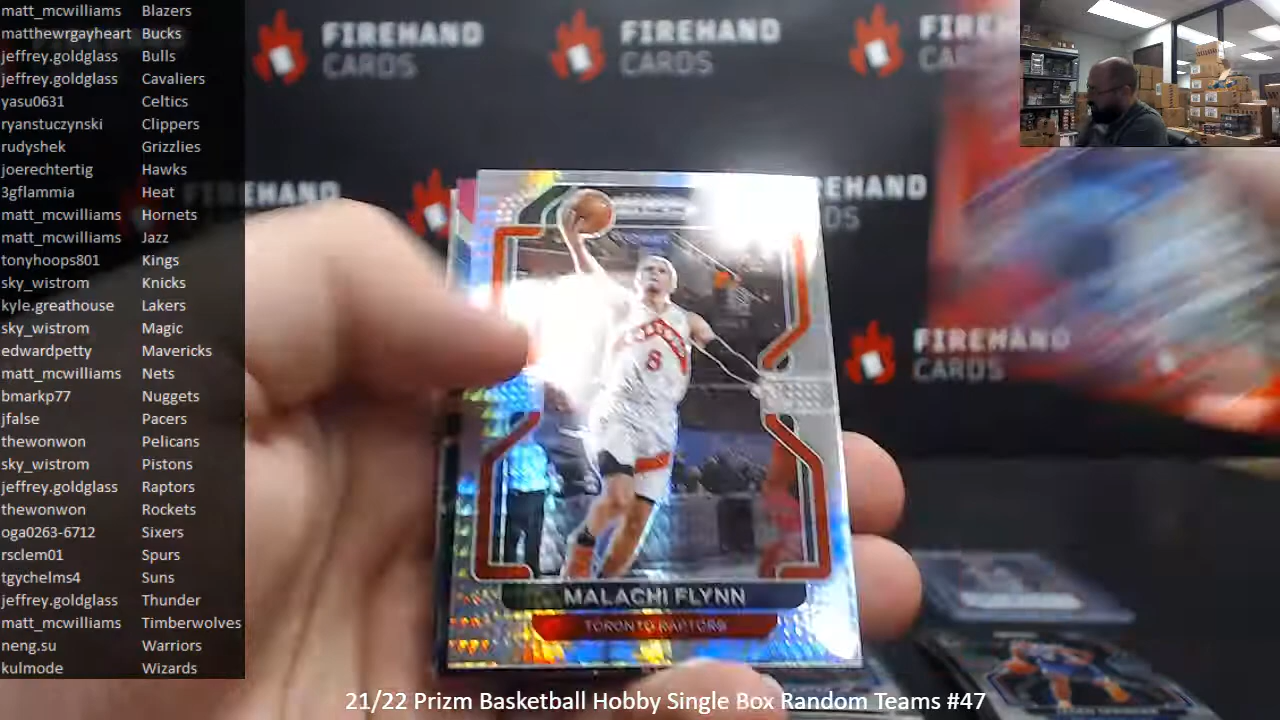 matt_mcwilliams Blazers
matthewrgayheart Bucks
jeffrey.goldglass Bulls
jeffrey.goldglass Cavaliers
yasu0631 Celtics
ryanstuczynski Clippers
rudyshek Grizzlies
joerechtertig Hawks
3gflammia Heat
matt_mcwilliams Hornets
matt_mcwilliams Jazz
tonyhoops801 Kings
sky_wistrom Knicks
kyle.greathouse Lakers
sky_wistrom Magic
edwardpetty Mavericks
matt_mcwilliams Nets
bmarkp77 Nuggets
jfalse Pacers
thewonwon Pelicans
sky_wistrom Pistons
jeffrey.goldglass Raptors
thewonwon Rockets
oga0263-6712 Sixers
rsclem01 Spurs
tgychelms4 Suns
jeffrey.goldglass Thunder
matt_mcwilliams Timberwolves
neng.su Warriors
kulmode Wizards
FIREHAND
CARDS
FIREHAND
CARDS
FIREHAND
CARDS
FIREHAND
8
MALACHI FLYNN
TORONTO RAPTORS
21/22 Prizm Basketball Hobby Single Box Random Teams #47